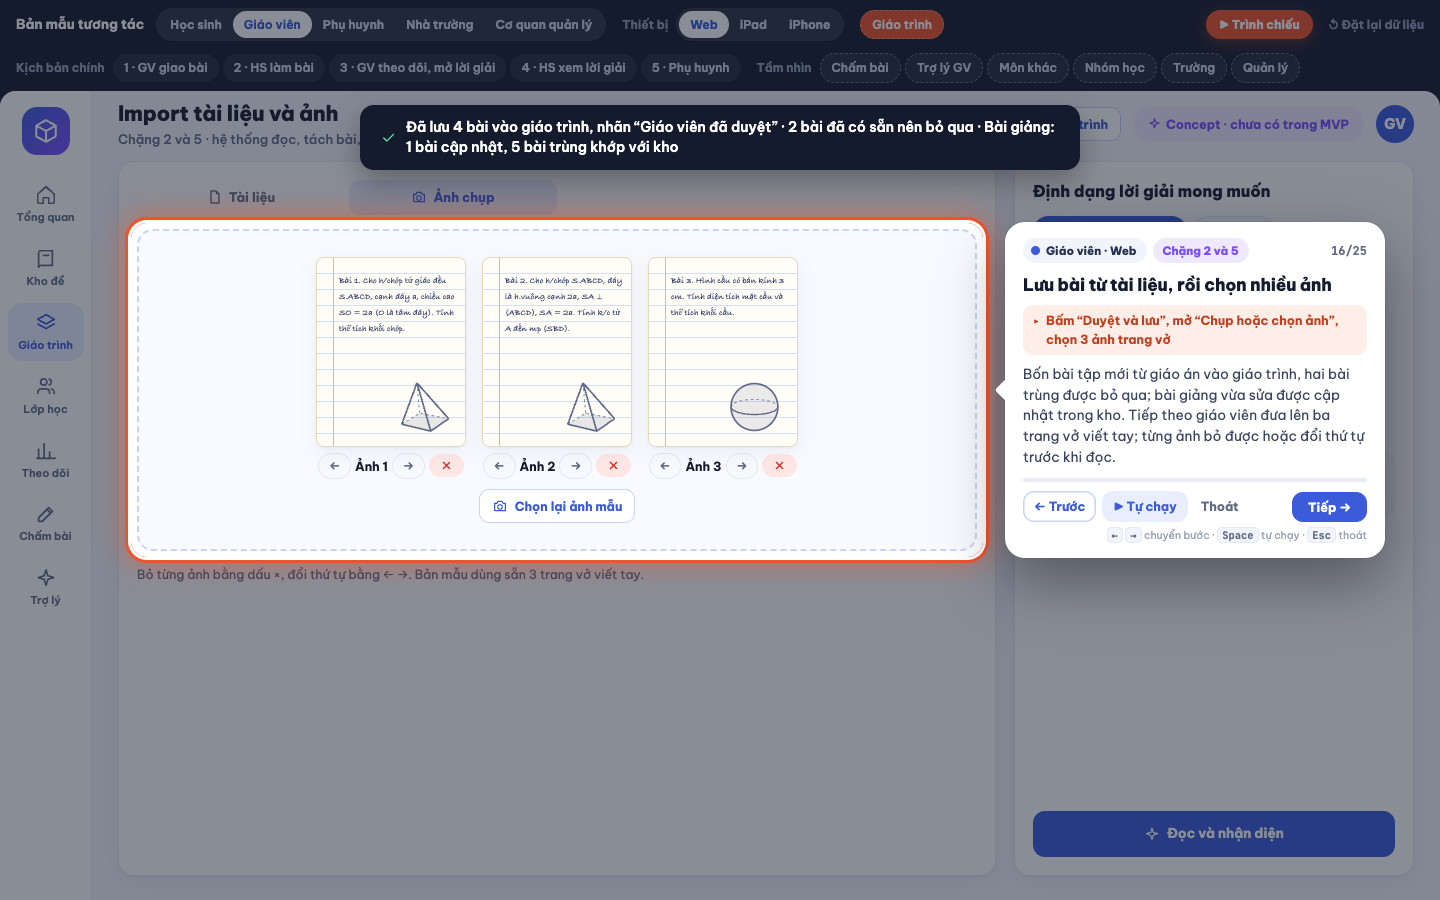 Bản mẫu tương tác
Học sinh
Giáo viên
Phụ huynh
Nhà trường
Cơ quan quản lý
Thiết bị
Web
iPad
iPhone
Giáo trình
▶ Trình chiếu
↺ Đặt lại dữ liệu
Kịch bản chính
1 · GV giao bài
2 · HS làm bài
3 · GV theo dõi, mở lời giải
4 · HS xem lời giải
5 · Phụ huynh
Tầm nhìn
Chấm bài
Trợ lý GV
Môn khác
Nhóm học
Trường
Quản lý
Import tài liệu và ảnh
Chặng 2 và 5 · hệ thống đọc, tách bài,
Đã lưu 4 bài vào giáo trình, nhãn “Giáo viên đã duyệt” · 2 bài đã có sẵn nên bỏ qua · Bài giảng:
1 bài cập nhật, 5 bài trùng khớp với kho
trình
Concept · chưa có trong MVP
GV
Tổng quan
Kho đề
Giáo trình
Lớp học
Theo dõi
Chấm bài
Trợ lý
Tài liệu
Ảnh chụp
Bài 1. Cho h/chóp tứ giác đều
S.ABCD, cạnh đáy a, chiều cao
SO = 2a (O là tâm đáy). Tính
thể tích khối chóp.
Bài 2. Cho h/chóp S.ABCD, đáy
là h.vuông cạnh 2a, SA ⊥
(ABCD), SA = 2a. Tính k/c từ
A đến mp (SBD).
Bài 3. Hình cầu có bán kính 3
cm. Tính diện tích mặt cầu và
thể tích khối cầu.
← Ảnh 1 → ×
← Ảnh 2 → ×
← Ảnh 3 → ×
Chọn lại ảnh mẫu
Bỏ từng ảnh bằng dấu ×, đổi thứ tự bằng ← →. Bản mẫu dùng sẵn 3 trang vở viết tay.
Định dạng lời giải mong muốn
Giáo viên · Web
Chặng 2 và 5
16/25
Lưu bài từ tài liệu, rồi chọn nhiều ảnh
▸ Bấm “Duyệt và lưu”, mở “Chụp hoặc chọn ảnh”,
chọn 3 ảnh trang vở
Bốn bài tập mới từ giáo án vào giáo trình, hai bài
trùng được bỏ qua; bài giảng vừa sửa được cập
nhật trong kho. Tiếp theo giáo viên đưa lên ba
trang vở viết tay; từng ảnh bỏ được hoặc đổi thứ tự
trước khi đọc.
← Trước
▶ Tự chạy
Thoát
Tiếp →
← → chuyển bước · Space tự chạy · Esc thoát
Đọc và nhận diện